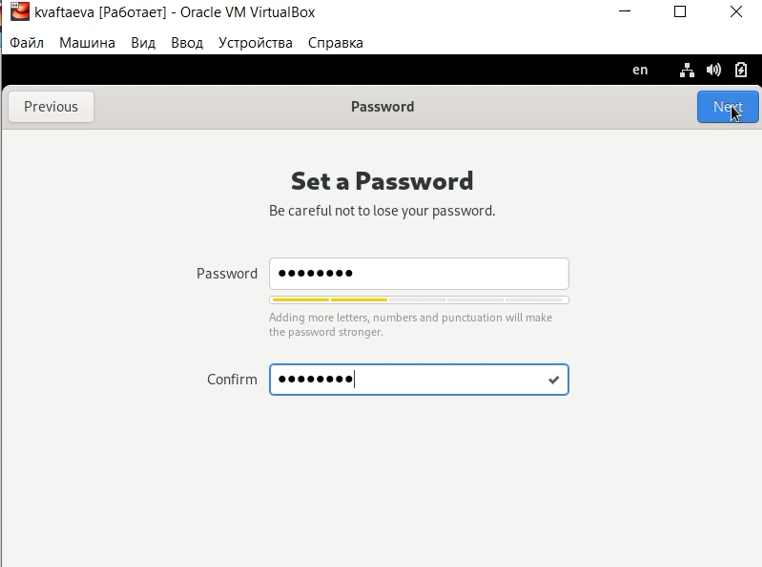 kvaftaeva [Работает] - Oracle VM VirtualBox
Файл Машина Вид Ввод Устройства Справка
en
Previous Password Next
Set a Password
Be careful not to lose your password.
Password ●●●●●●●●
Adding more letters, numbers and punctuation will make
the password stronger.
Confirm ●●●●●●●●